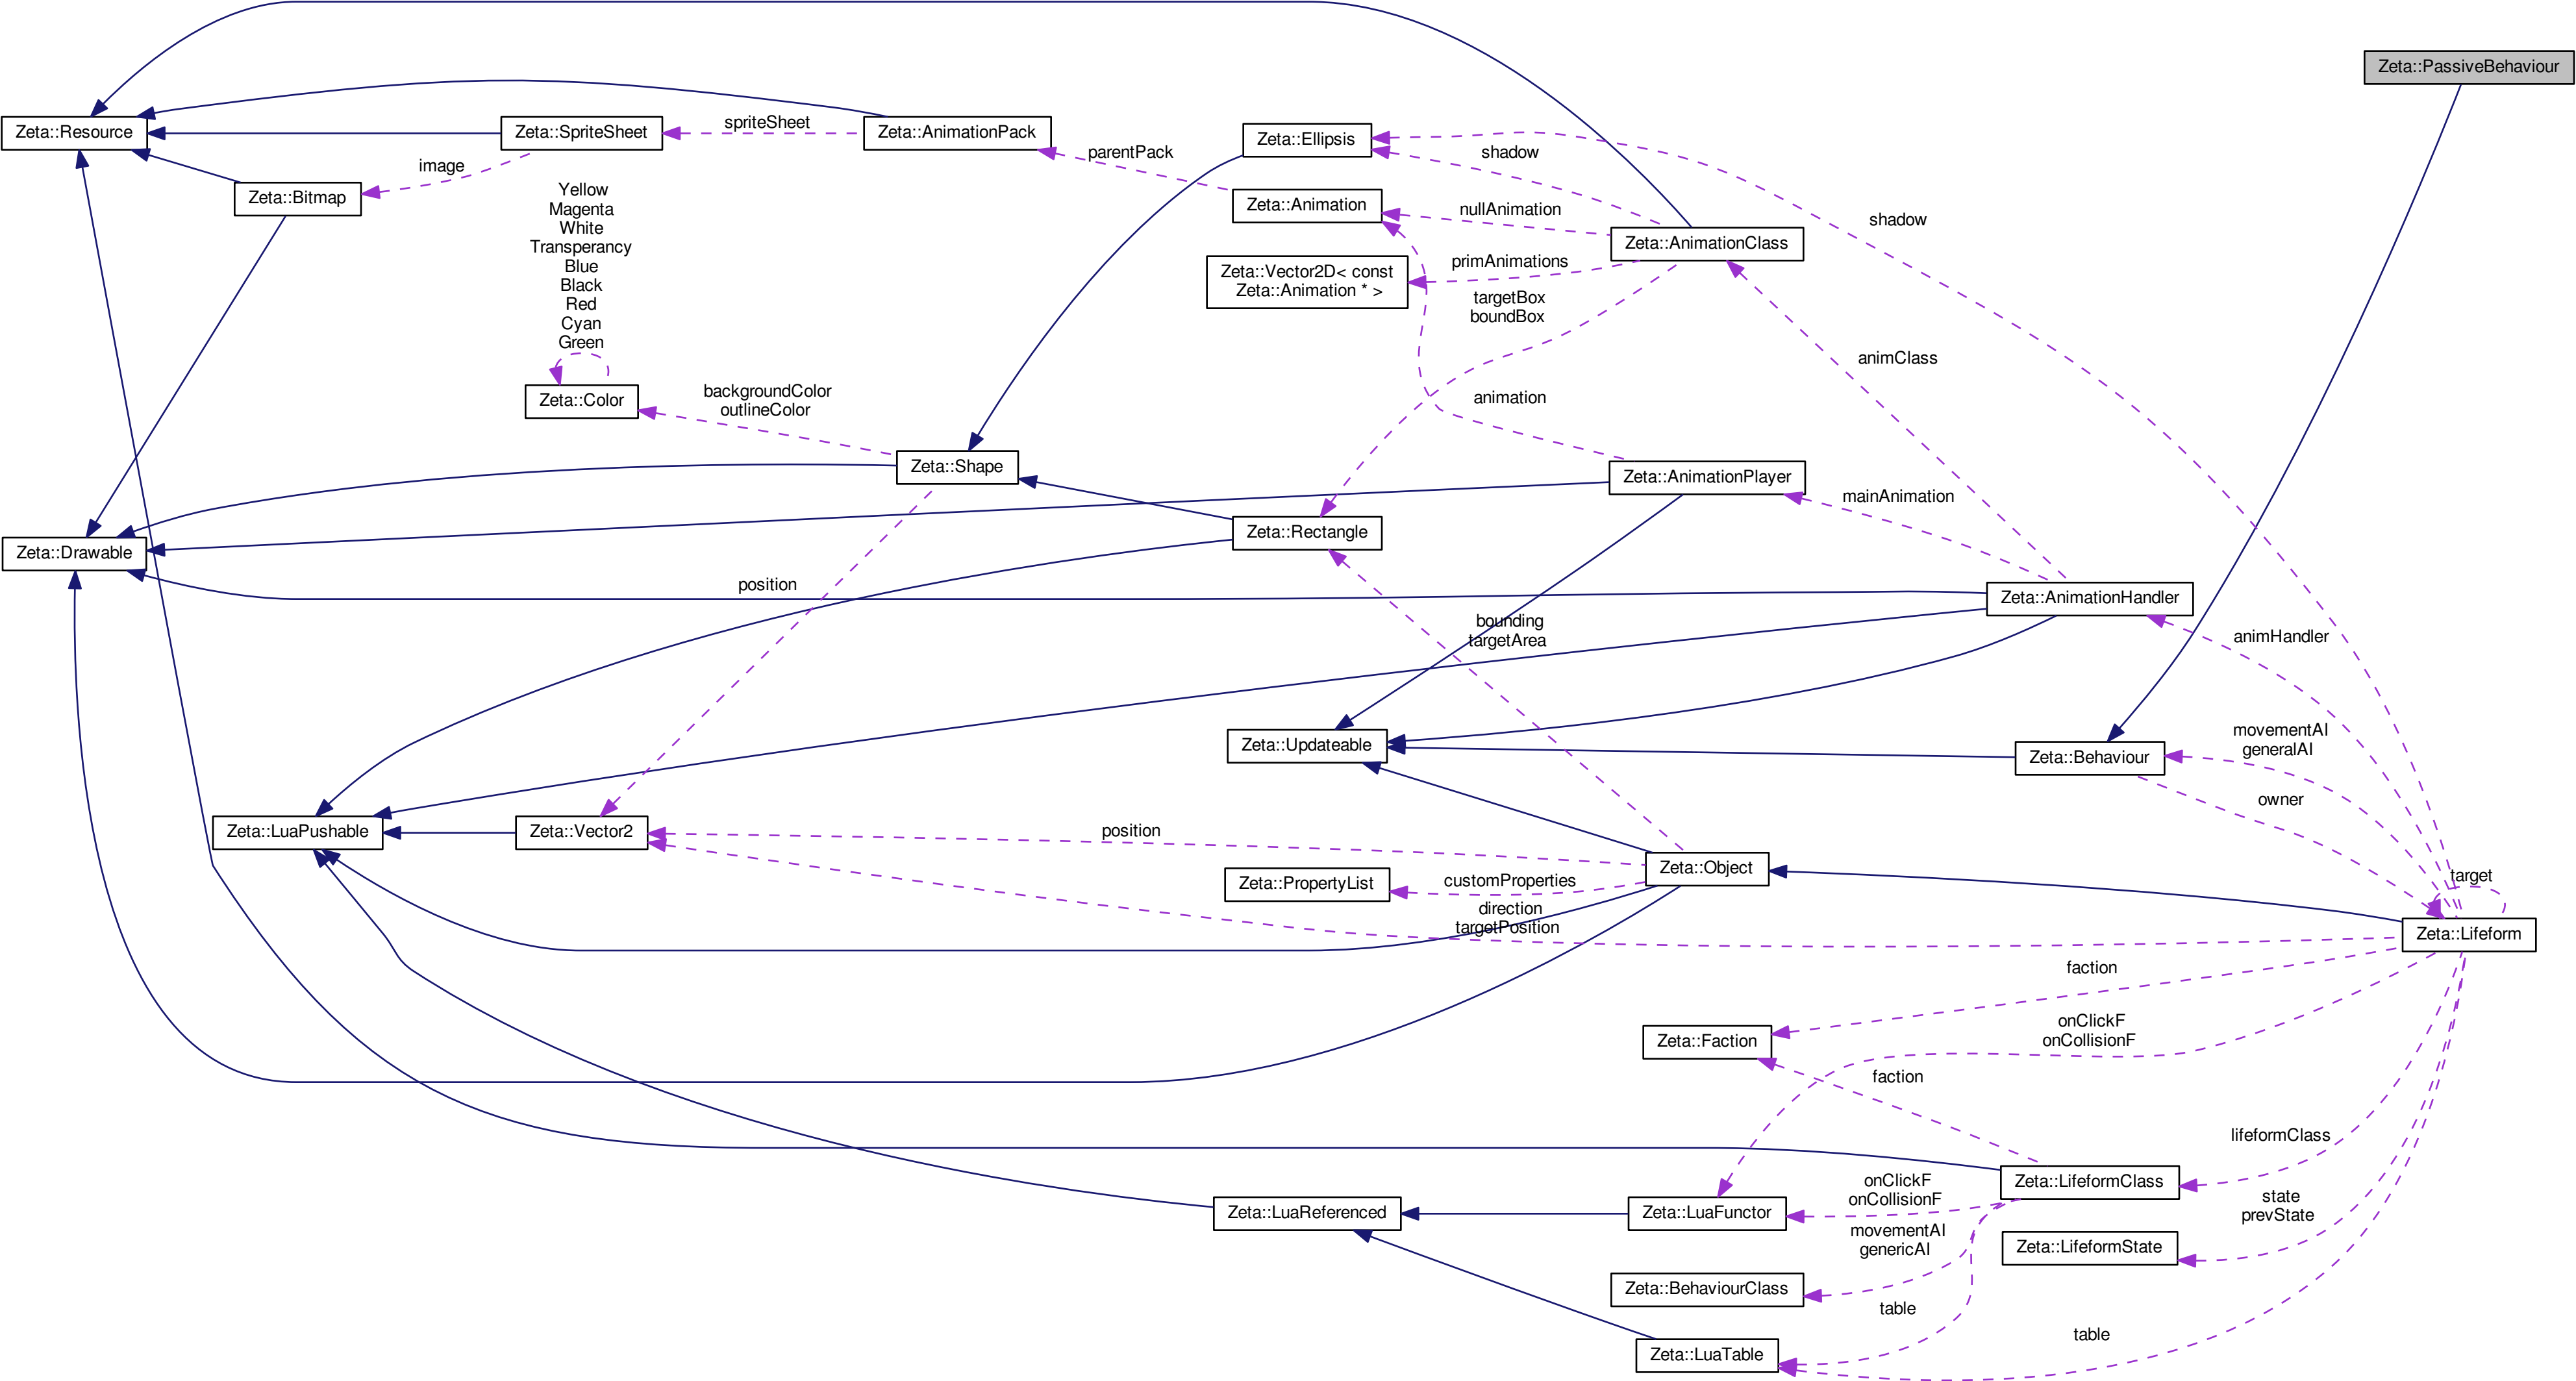 Zeta::PassiveBehaviour
Zeta::Resource
Zeta::SpriteSheet
spriteSheet
Zeta::AnimationPack
parentPack
Zeta::Ellipsis
shadow
image
Zeta::Bitmap
Yellow
Magenta
White
Transperancy
Blue
Black
Red
Cyan
Green
Zeta::Animation
nullAnimation
shadow
Zeta::AnimationClass
Zeta::Vector2D< const
Zeta::Animation * >
primAnimations
targetBox
boundBox
animClass
Zeta::Color
backgroundColor
outlineColor
animation
Zeta::Shape
Zeta::AnimationPlayer
mainAnimation
Zeta::Rectangle
Zeta::Drawable
position
Zeta::AnimationHandler
bounding
targetArea
animHandler
Zeta::Updateable
Zeta::Behaviour
movementAI
generalAI
owner
Zeta::LuaPushable
Zeta::Vector2
position
Zeta::Object
target
Zeta::PropertyList
customProperties
direction
targetPosition
Zeta::Lifeform
faction
onClickF
onCollisionF
Zeta::Faction
faction
lifeformClass
Zeta::LifeformClass
onClickF
onCollisionF
state
prevState
Zeta::LuaReferenced
Zeta::LuaFunctor
movementAI
genericAI
Zeta::LifeformState
Zeta::BehaviourClass
table
table
Zeta::LuaTable